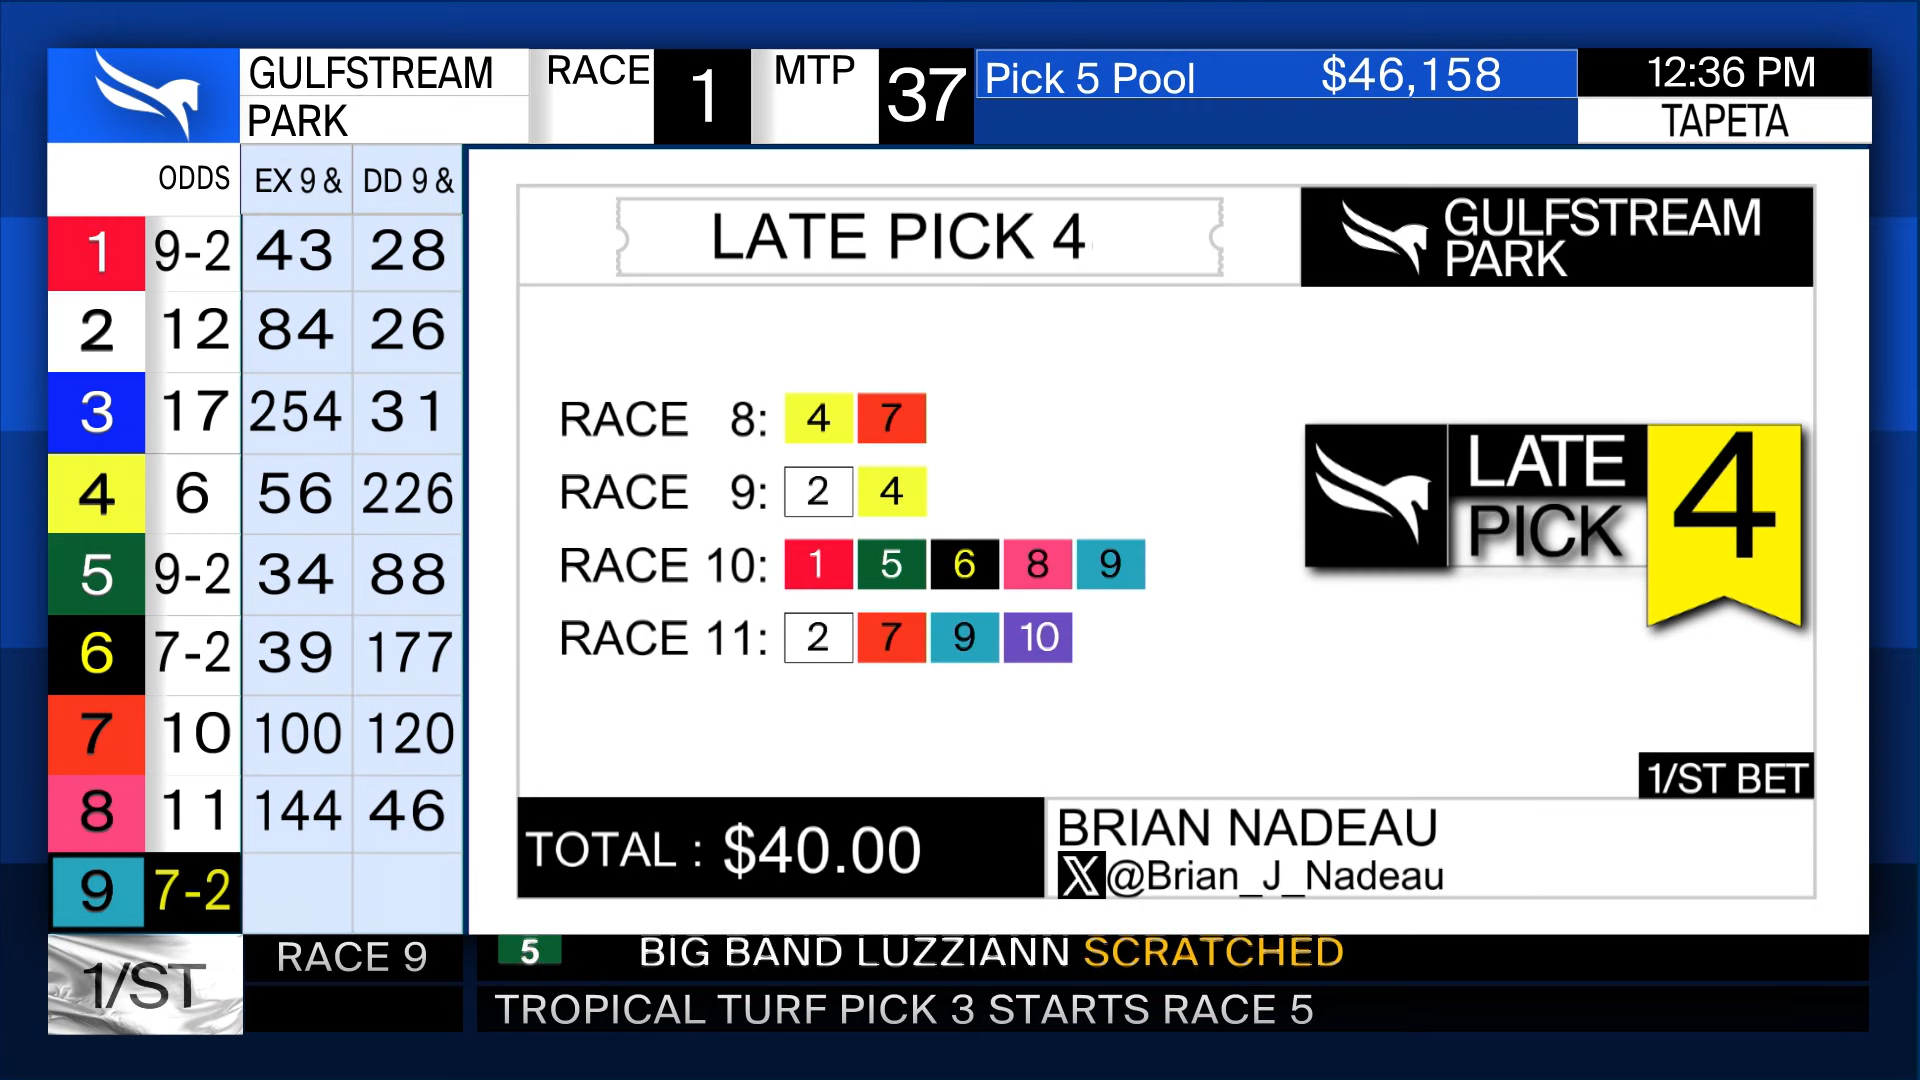 GULFSTREAM PARK
RACE 1 MTP 37
Pick 5 Pool $46,158
12:36 PM
TAPETA
ODDS EX 9 & DD 9 &
1 9-2 43 28
2 12 84 26
3 17 254 31
4 6 56 226
5 9-2 34 88
6 7-2 39 177
7 10 100 120
8 11 144 46
9 7-2
LATE PICK 4
GULFSTREAM PARK
RACE 8: 4 7
RACE 9: 2 4
RACE 10: 1 5 6 8 9
RACE 11: 2 7 9 10
LATE PICK 4
1/ST BET
TOTAL : $40.00
BRIAN NADEAU
X @Brian_J_Nadeau
1/ST
RACE 9
5 BIG BAND LUZZIANN SCRATCHED
TROPICAL TURF PICK 3 STARTS RACE 5